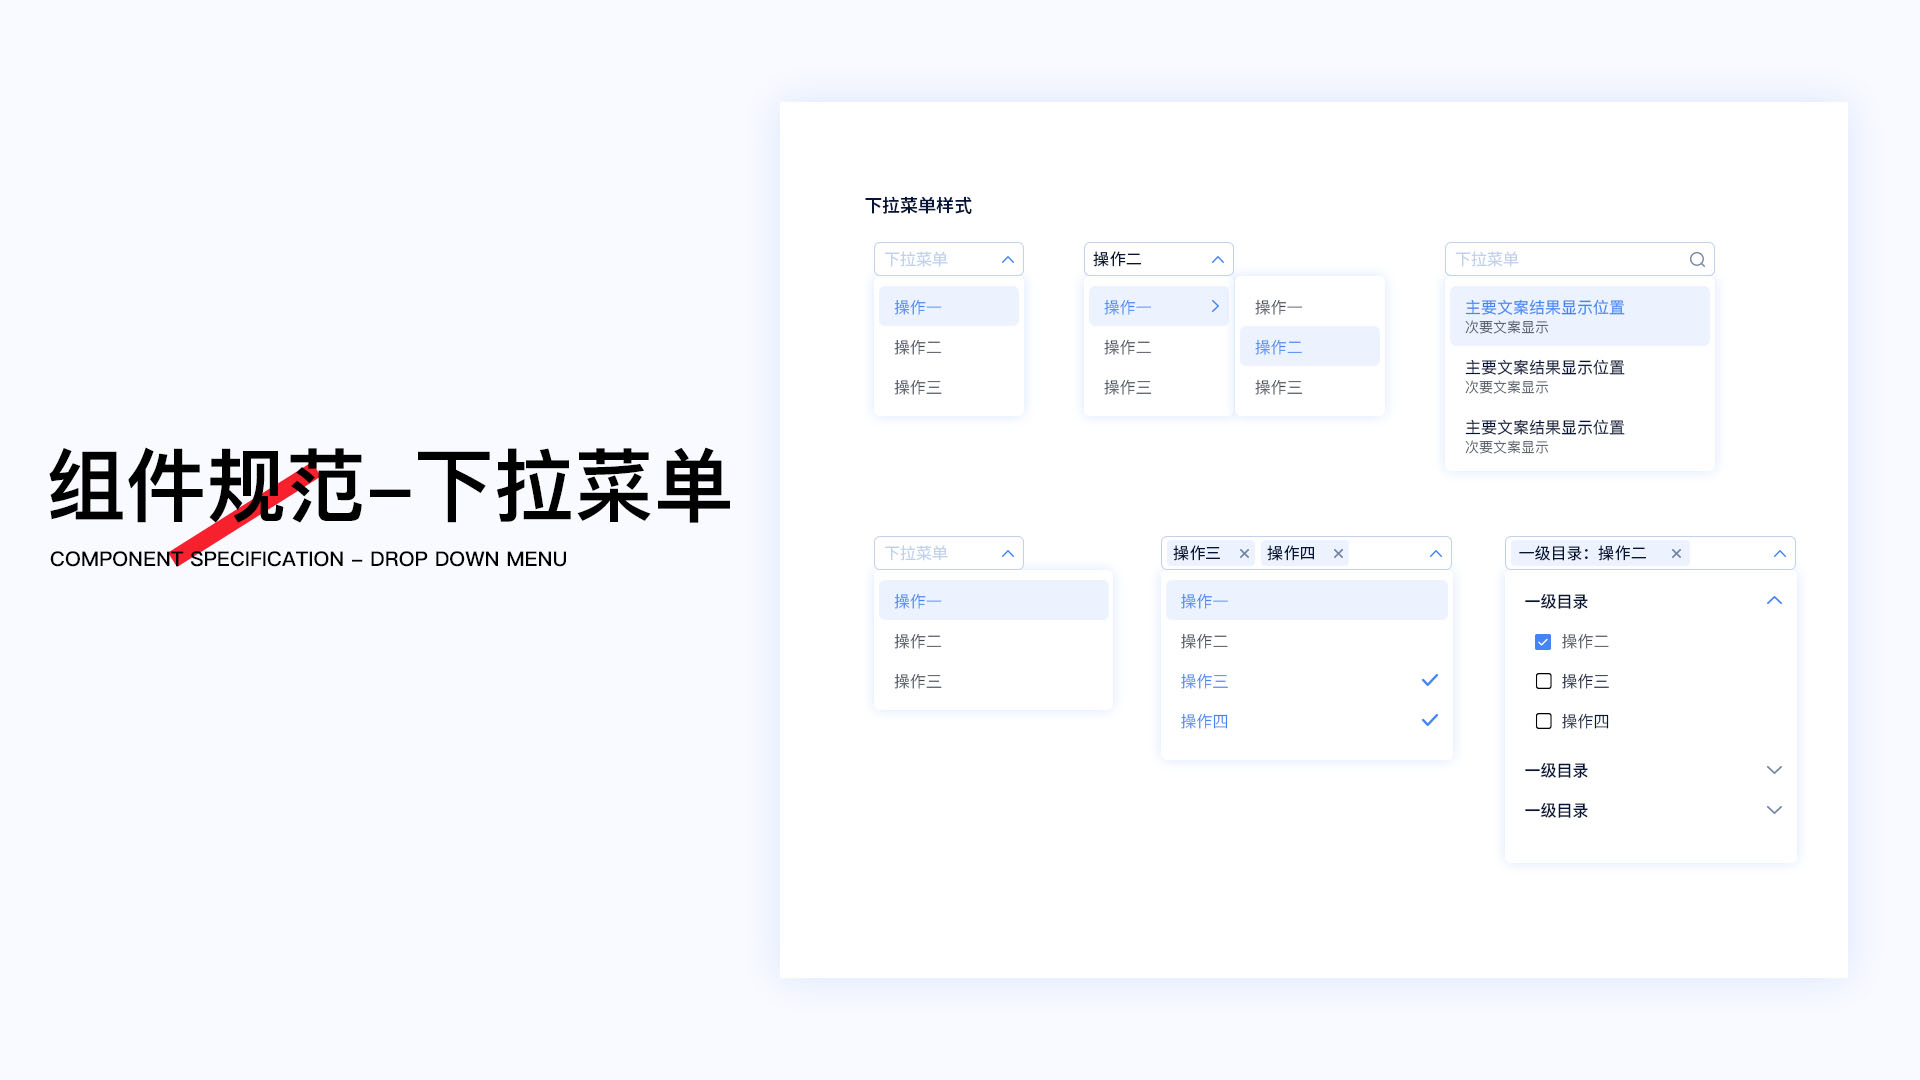 组件规范–下拉菜单
COMPONENT SPECIFICATION – DROP DOWN MENU
下拉菜单样式
下拉菜单
操作一
操作二
操作三
操作二
操作一
操作二
操作三
操作一
操作二
操作三
下拉菜单
主要文案结果显示位置
次要文案显示
主要文案结果显示位置
次要文案显示
主要文案结果显示位置
次要文案显示
下拉菜单
操作一
操作二
操作三
操作三 操作四
操作一
操作二
操作三
操作四
一级目录：操作二
一级目录
操作二
操作三
操作四
一级目录
一级目录